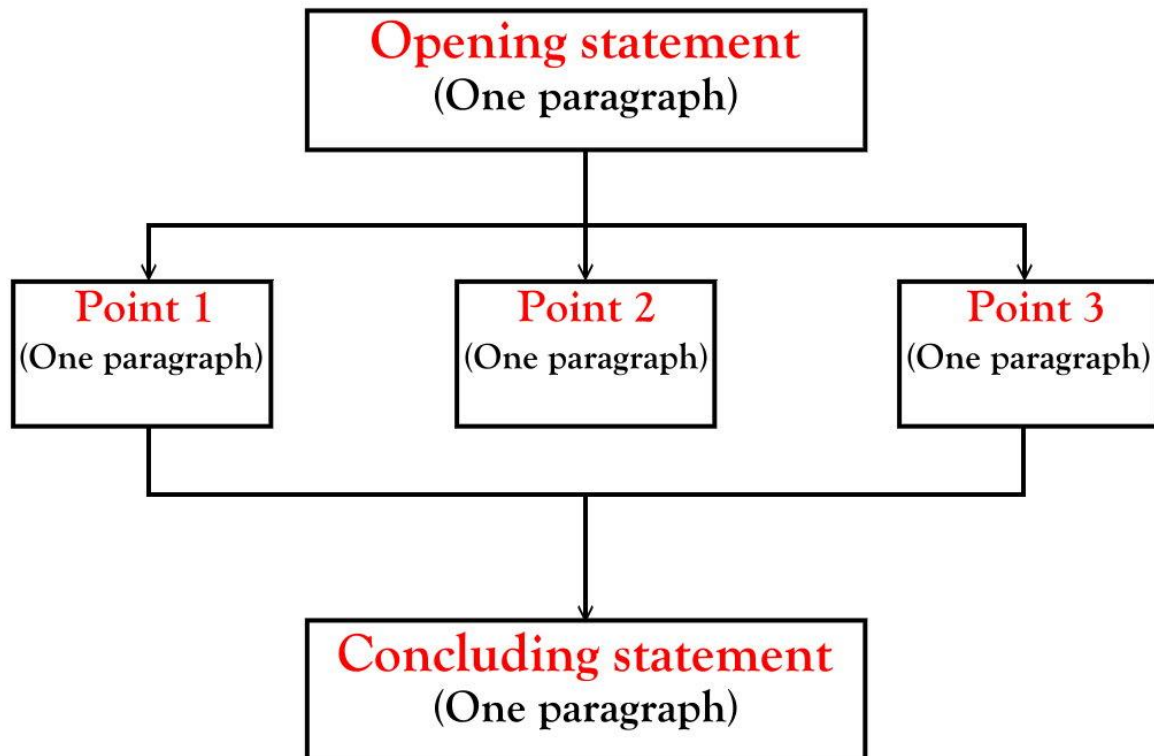 Opening statement
(One paragraph)
Point 1
(One paragraph)
Point 2
(One paragraph)
Point 3
(One paragraph)
Concluding statement
(One paragraph)